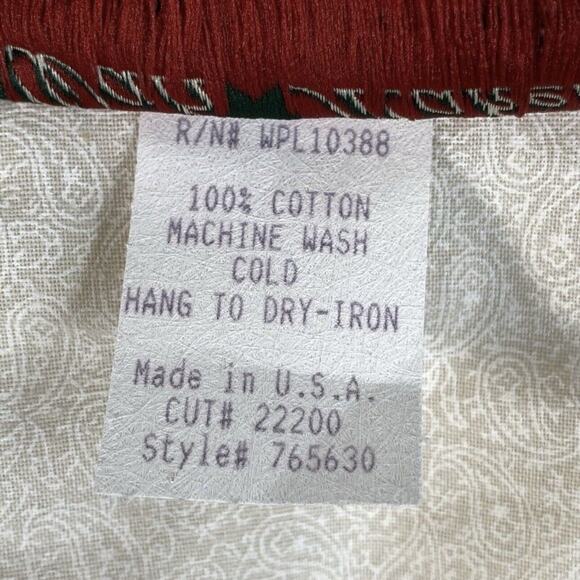 R/N# WPL10388
100% COTTON
MACHINE WASH
COLD
HANG TO DRY-IRON
Made in U.S.A.
CUT# 22200
Style# 765630